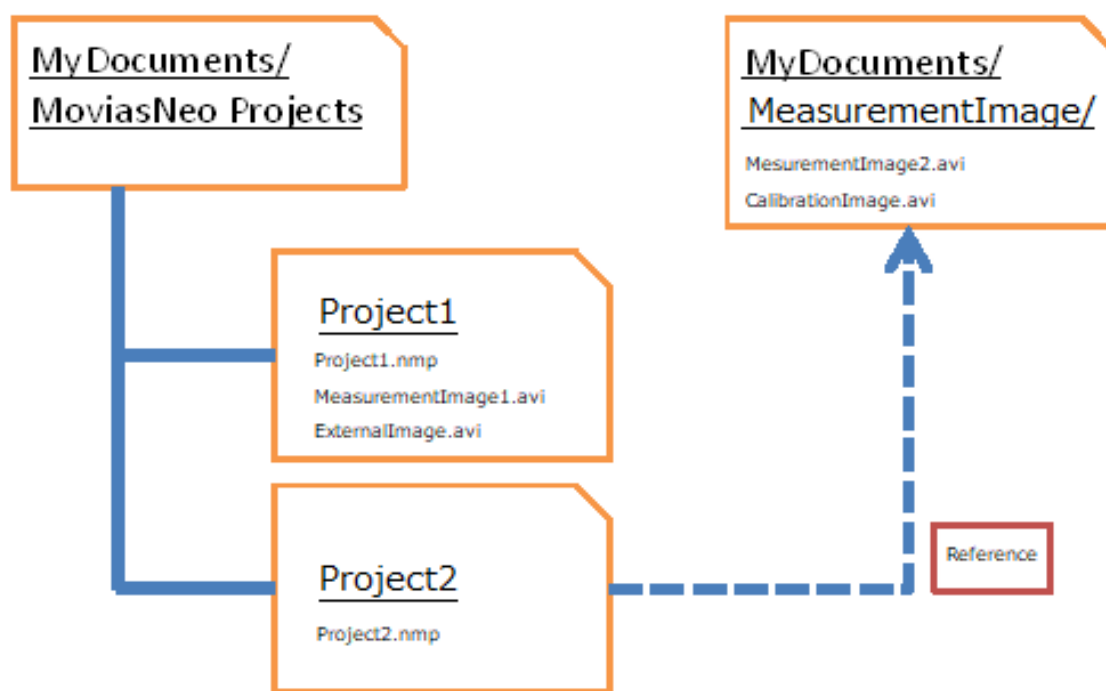 MyDocuments/
MoviasNeo Projects
MyDocuments/
MeasurementImage/
MesurementImage2.avi
CalibrationImage.avi
Project1
Project1.nmp
MeasurementImage1.avi
ExternalImage.avi
Reference
Project2
Project2.nmp